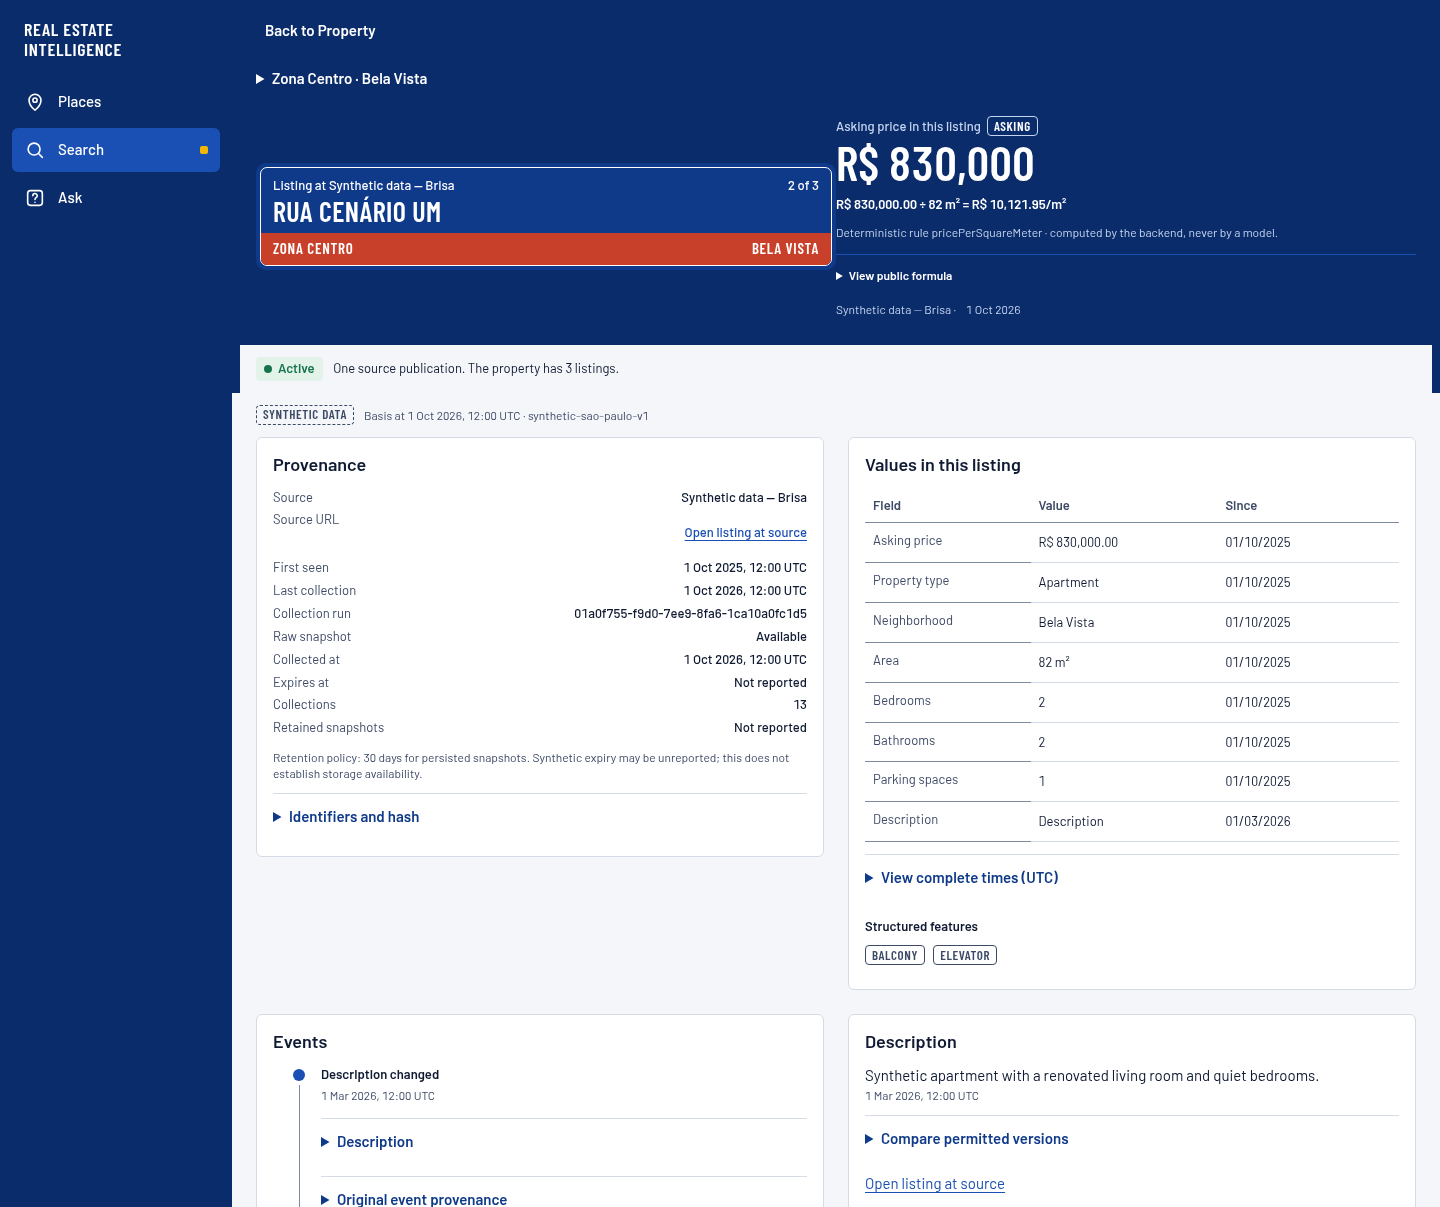 REAL ESTATE
INTELLIGENCE
Places
Search
Ask
Back to Property
Zona Centro · Bela Vista
Listing at Synthetic data — Brisa
2 of 3
RUA CENÁRIO UM
ZONA CENTRO
BELA VISTA
Asking price in this listing
ASKING
R$ 830,000
R$ 830,000.00 ÷ 82 m² = R$ 10,121.95/m²
Deterministic rule pricePerSquareMeter · computed by the backend, never by a model.
View public formula
Synthetic data — Brisa · 1 Oct 2026
Active
One source publication. The property has 3 listings.
SYNTHETIC DATA
Basis at 1 Oct 2026, 12:00 UTC · synthetic-sao-paulo-v1
Provenance
Source
Synthetic data — Brisa
Source URL
Open listing at source
First seen
1 Oct 2025, 12:00 UTC
Last collection
1 Oct 2026, 12:00 UTC
Collection run
01a0f755-f9d0-7ee9-8fa6-1ca10a0fc1d5
Raw snapshot
Available
Collected at
1 Oct 2026, 12:00 UTC
Expires at
Not reported
Collections
13
Retained snapshots
Not reported
Retention policy: 30 days for persisted snapshots. Synthetic expiry may be unreported; this does not
establish storage availability.
Identifiers and hash
Values in this listing
Field Value Since
Asking price R$ 830,000.00 01/10/2025
Property type Apartment 01/10/2025
Neighborhood Bela Vista 01/10/2025
Area 82 m² 01/10/2025
Bedrooms 2 01/10/2025
Bathrooms 2 01/10/2025
Parking spaces 1 01/10/2025
Description Description 01/03/2026
View complete times (UTC)
Structured features
BALCONY
ELEVATOR
Events
Description changed
1 Mar 2026, 12:00 UTC
Description
Original event provenance
Description
Synthetic apartment with a renovated living room and quiet bedrooms.
1 Mar 2026, 12:00 UTC
Compare permitted versions
Open listing at source